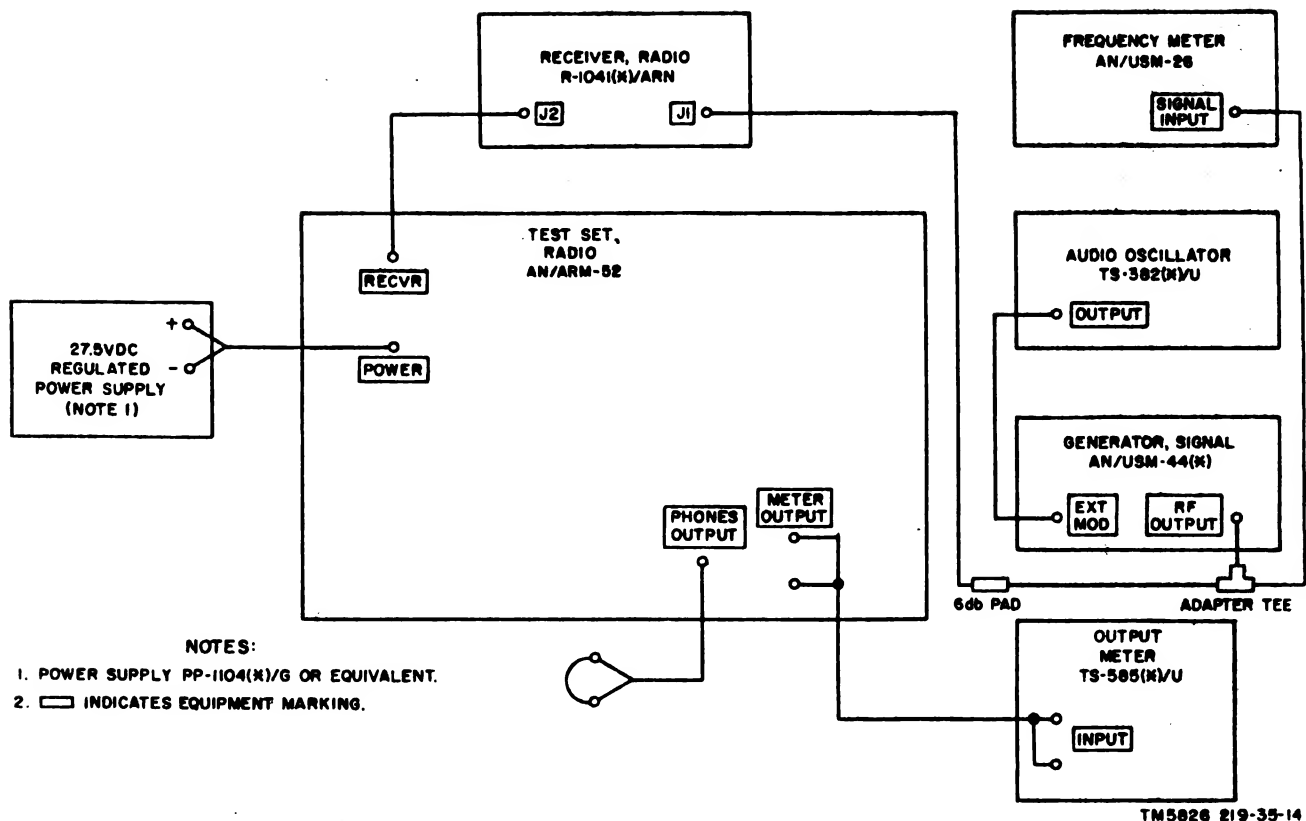 RECEIVER, RADIO
R-1041(*)/ARN
J2
J1
FREQUENCY METER
AN/USM-26
SIGNAL
INPUT
TEST SET,
RADIO
AN/ARM-52
RECVR
POWER
PHONES
OUTPUT
METER
OUTPUT
+
-
27.5VDC
REGULATED
POWER SUPPLY
(NOTE 1)
AUDIO OSCILLATOR
TS-382(*)/U
OUTPUT
GENERATOR, SIGNAL
AN/USM-44(*)
EXT
MOD
RF
OUTPUT
6db PAD
ADAPTER TEE
OUTPUT
METER
TS-585(*)/U
INPUT
NOTES:
1. POWER SUPPLY PP-1104(*)/G OR EQUIVALENT.
2. INDICATES EQUIPMENT MARKING.
TM5826 219-35-14